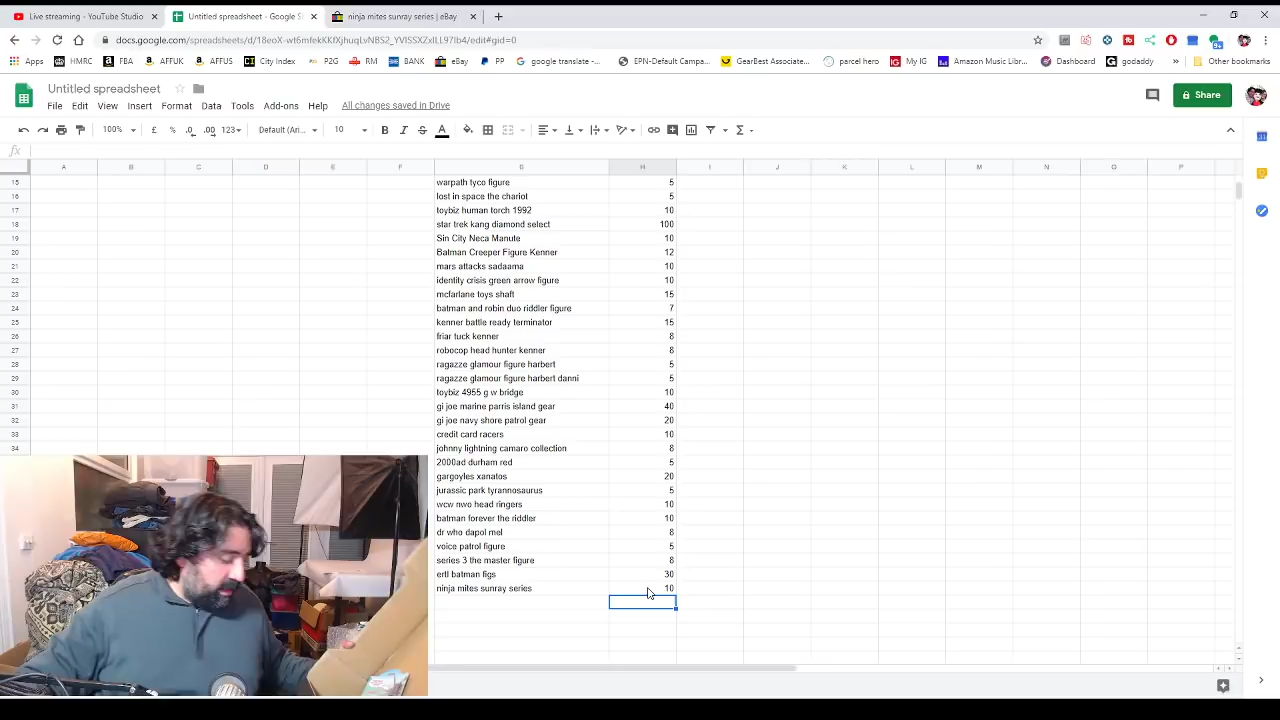 Live streaming - YouTube Studio
Untitled spreadsheet - Google S
ninja mites sunray series | eBay
docs.google.com/spreadsheets/d/
/edit#gid=0
Apps
HMRC
FBA
AFFUK
AFFUS
City Index
P2G
RM
BANK
eBay
PP
google translate -...
EPN-Default Campa...
GearBest Associate...
parcel hero
My IG
Amazon Music Libr...
Dashboard
godaddy
»
Other bookmarks
Untitled spreadsheet
File Edit View Insert Format Data Tools Add-ons Help All changes saved in Drive
Share
100% £ % .0 .00 123 Default (Ari... 10 B I S A
fx
A B C D E F G H I J K L M N O P
15 warpath tyco figure 5
16 lost in space the chariot 5
17 toybiz human torch 1992 10
18 star trek kang diamond select 100
19 Sin City Neca Manute 10
20 Batman Creeper Figure Kenner 12
21 mars attacks sadaama 10
22 identity crisis green arrow figure 10
23 mcfarlane toys shaft 15
24 batman and robin duo riddler figure 7
25 kenner battle ready terminator 15
26 friar tuck kenner 8
27 robocop head hunter kenner 8
28 ragazze glamour figure harbert 5
29 ragazze glamour figure harbert danni 5
30 toybiz 4955 g w bridge 10
31 gi joe marine parris island gear 40
32 gi joe navy shore patrol gear 20
33 credit card racers 10
34 johnny lightning camaro collection 8
2000ad durham red 5
gargoyles xanatos 20
jurassic park tyrannosaurus 5
wcw nwo head ringers 10
batman forever the riddler 10
dr who dapol mel 8
voice patrol figure 5
series 3 the master figure 8
ertl batman figs 30
ninja mites sunray series 10